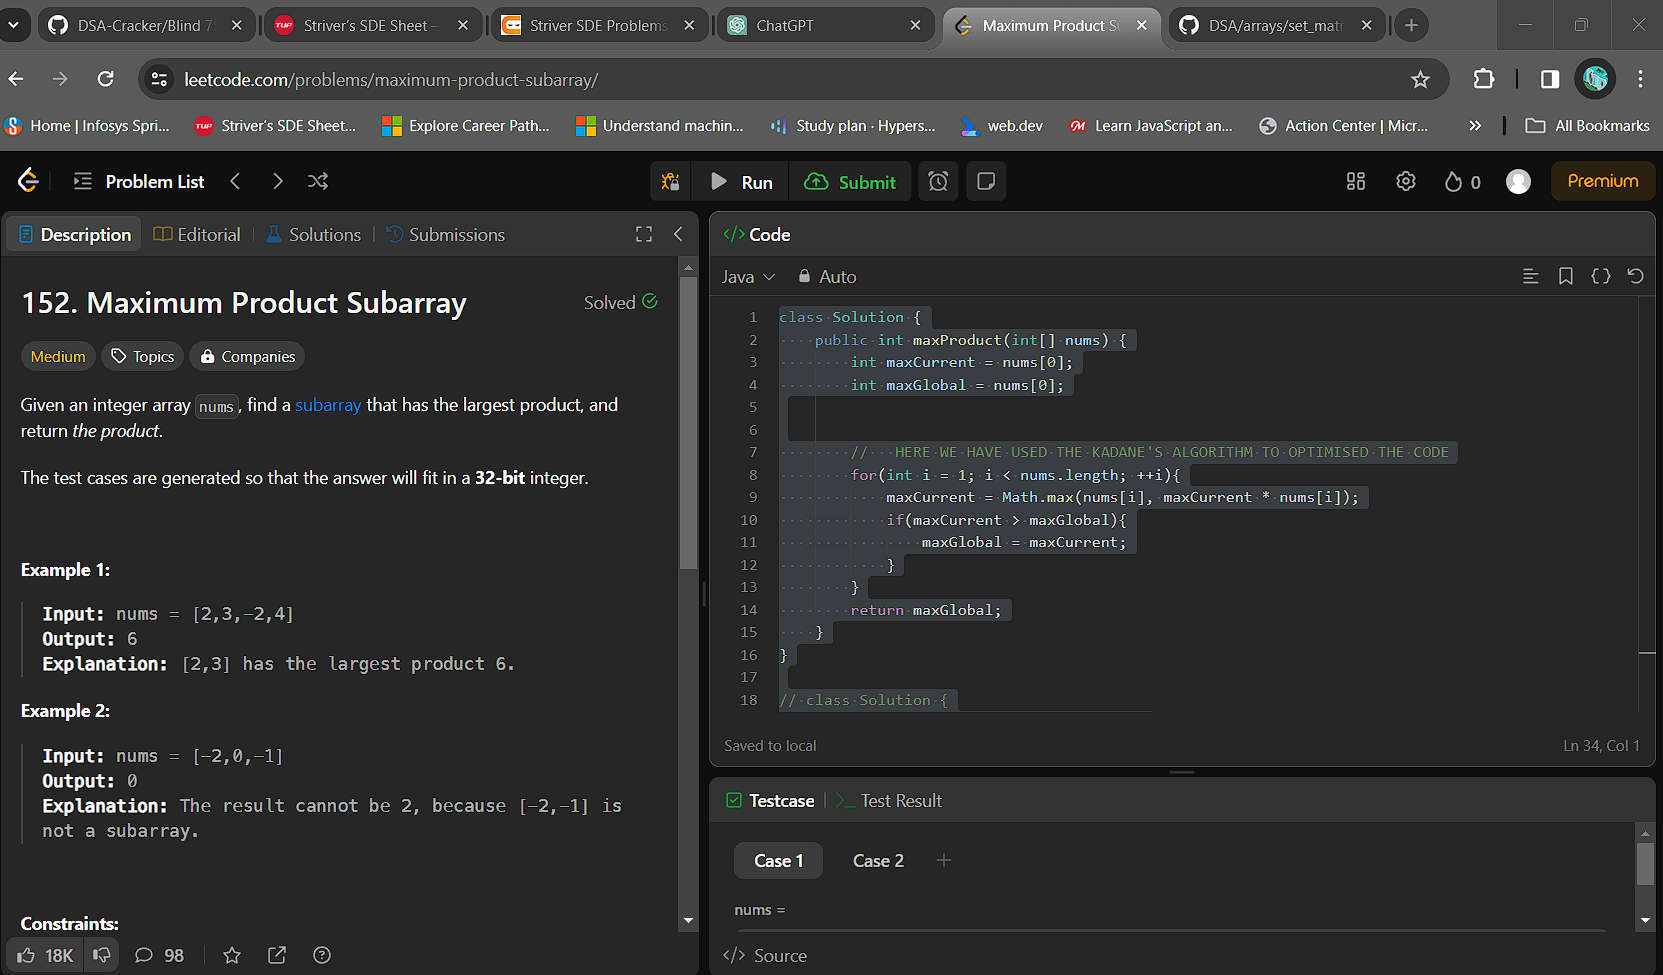 DSA-Cracker/Blind 7
Striver's SDE Sheet –
Striver SDE Problems
ChatGPT
Maximum Product S
DSA/arrays/set_matr
leetcode.com/problems/maximum-product-subarray/
Home | Infosys Spri...
TUF
Striver's SDE Sheet...
Explore Career Path...
Understand machin...
Study plan · Hypers...
web.dev
Learn JavaScript an...
Action Center | Micr...
All Bookmarks
Problem List
Run
Submit
0
Premium
Description
Editorial
Solutions
Submissions
152. Maximum Product Subarray
Solved
Medium
Topics
Companies
Given an integer array nums, find a subarray that has the largest product, and
return the product.
The test cases are generated so that the answer will fit in a 32-bit integer.
Example 1:
Input: nums = [2,3,-2,4]
Output: 6
Explanation: [2,3] has the largest product 6.
Example 2:
Input: nums = [-2,0,-1]
Output: 0
Explanation: The result cannot be 2, because [-2,-1] is
not a subarray.
Constraints:
18K
98
</> Code
Java
Auto
1 class Solution {
2 public int maxProduct(int[] nums) {
3 int maxCurrent = nums[0];
4 int maxGlobal = nums[0];
5
6
7 // HERE WE HAVE USED THE KADANE'S ALGORITHM TO OPTIMISED THE CODE
8 for(int i = 1; i < nums.length; ++i){
9 maxCurrent = Math.max(nums[i], maxCurrent * nums[i]);
10 if(maxCurrent > maxGlobal){
11 maxGlobal = maxCurrent;
12 }
13 }
14 return maxGlobal;
15 }
16 }
17
18 // class Solution {
Saved to local
Ln 34, Col 1
Testcase
Test Result
Case 1
Case 2
nums =
</> Source